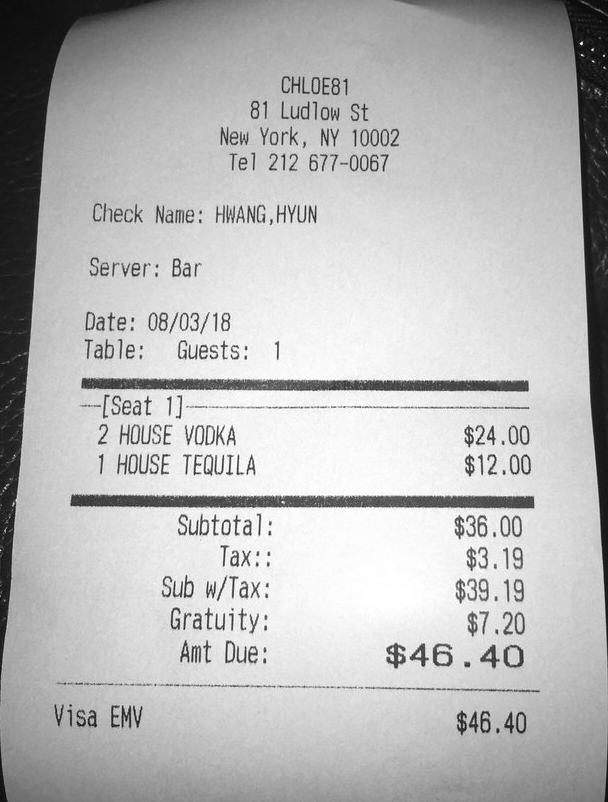 CHLOE81
81 Ludlow St
New York, NY 10002
Tel 212 677-0067
Check Name: HWANG,HYUN
Server: Bar
Date: 08/03/18
Table: Guests: 1
[Seat 1]
2 HOUSE VODKA $24.00
1 HOUSE TEQUILA $12.00
Subtotal: $36.00
Tax:: $3.19
Sub w/Tax: $39.19
Gratuity: $7.20
Amt Due: $46.40
Visa EMV $46.40